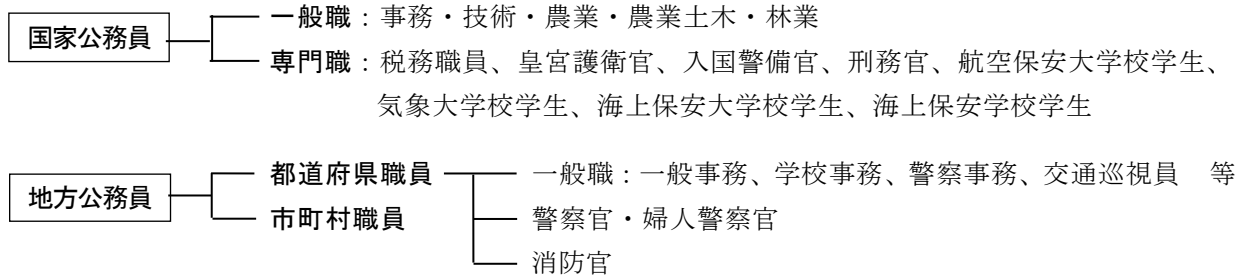 国家公務員
一般職：事務・技術・農業・農業土木・林業
専門職：税務職員、皇宮護衛官、入国警備官、刑務官、航空保安大学校学生、
気象大学校学生、海上保安大学校学生、海上保安学校学生
地方公務員
都道府県職員
一般職：一般事務、学校事務、警察事務、交通巡視員　等
市町村職員
警察官・婦人警察官
消防官